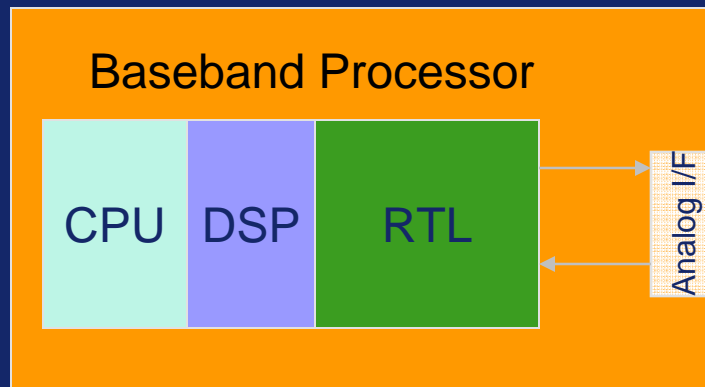 Baseband Processor
CPU
DSP
RTL
Analog I/F